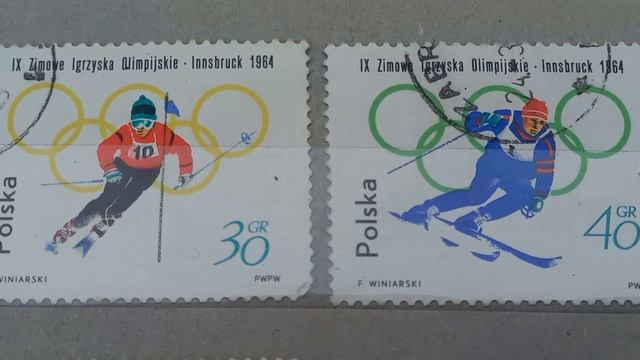 IX Zimowe Igrzyska Olimpijskie · Innsbruck 1964
10
Polska
30 GR
WINIARSKI
PWPW
IX Zimowe Igrzyska Olimpijskie · Innsbruck 1964
Polska
40 GR
F. WINIARSKI
PW